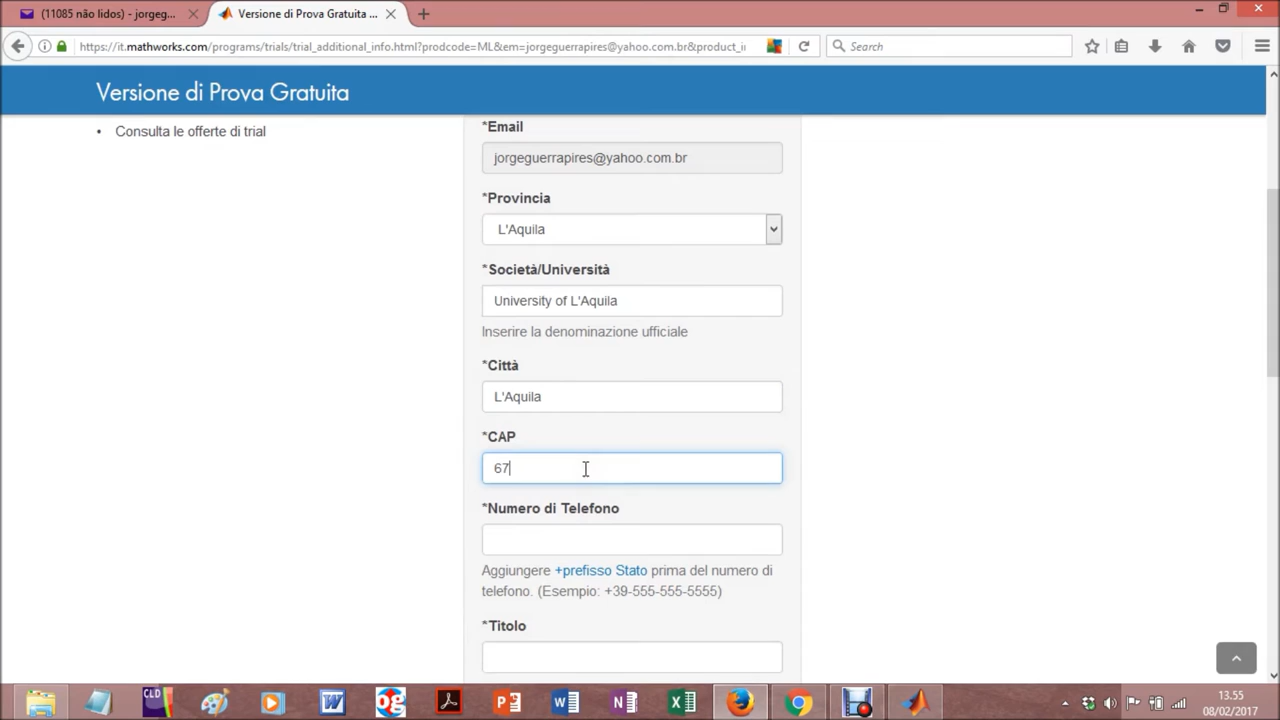 (11085 não lidos) - jorgeg...
Versione di Prova Gratuita ...
https://it.mathworks.com/programs/trials/trial_additional_info.html?prodcode=ML&em=jorgeguerrapires@yahoo.com.br&product_i
Search
Versione di Prova Gratuita
• Consulta le offerte di trial
*Email
jorgeguerrapires@yahoo.com.br
*Provincia
L'Aquila
*Società/Università
University of L'Aquila
Inserire la denominazione ufficiale
*Città
L'Aquila
*CAP
67
*Numero di Telefono
Aggiungere +prefisso Stato prima del numero di
telefono. (Esempio: +39-555-555-5555)
*Titolo
CLD
13.55
08/02/2017